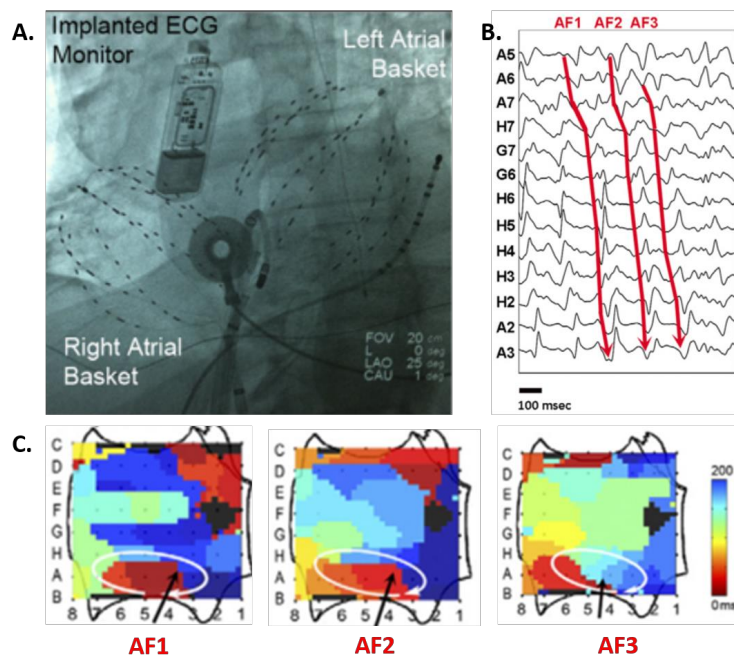 A.
Implanted ECG
Monitor
Left Atrial
Basket
Right Atrial
Basket
FOV 20 cm
L 0 deg
LAO 25 deg
CAU 1 deg
B.
AF1 AF2 AF3
A5
A6
A7
H7
G7
G6
H6
H5
H4
H3
H2
A2
A3
100 msec
C.
C
D
E
F
G
H
A
B
8 7 6 5 4 3 2 1
AF1
C
D
E
F
G
H
A
B
8 7 6 5 4 3 2 1
AF2
C
D
E
F
G
H
A
B
8 7 6 5 4 3 2 1
AF3
200